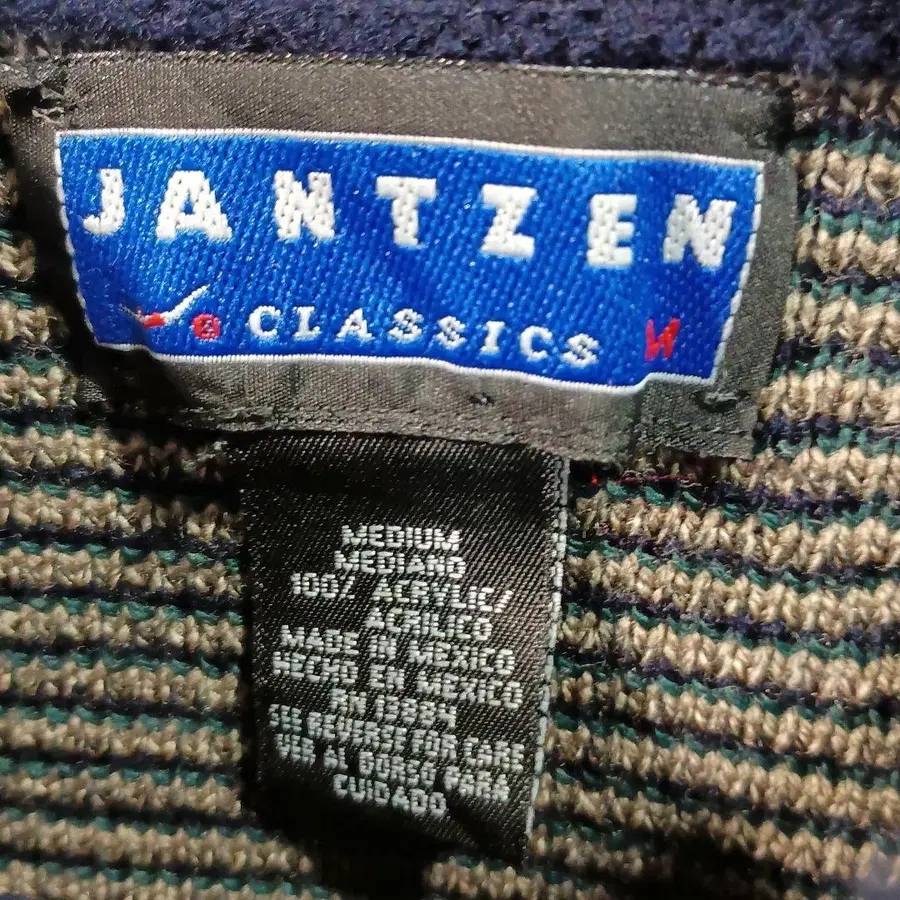 JANTZEN
® CLASSICS W
MEDIUM
MEDIANO
100% ACRYLIC/
ACRILICO
MADE IN MEXICO
HECHO EN MEXICO
RN 13994
SEE REVERSE FOR CARE
VER AL DORSO PARA
CUIDADO